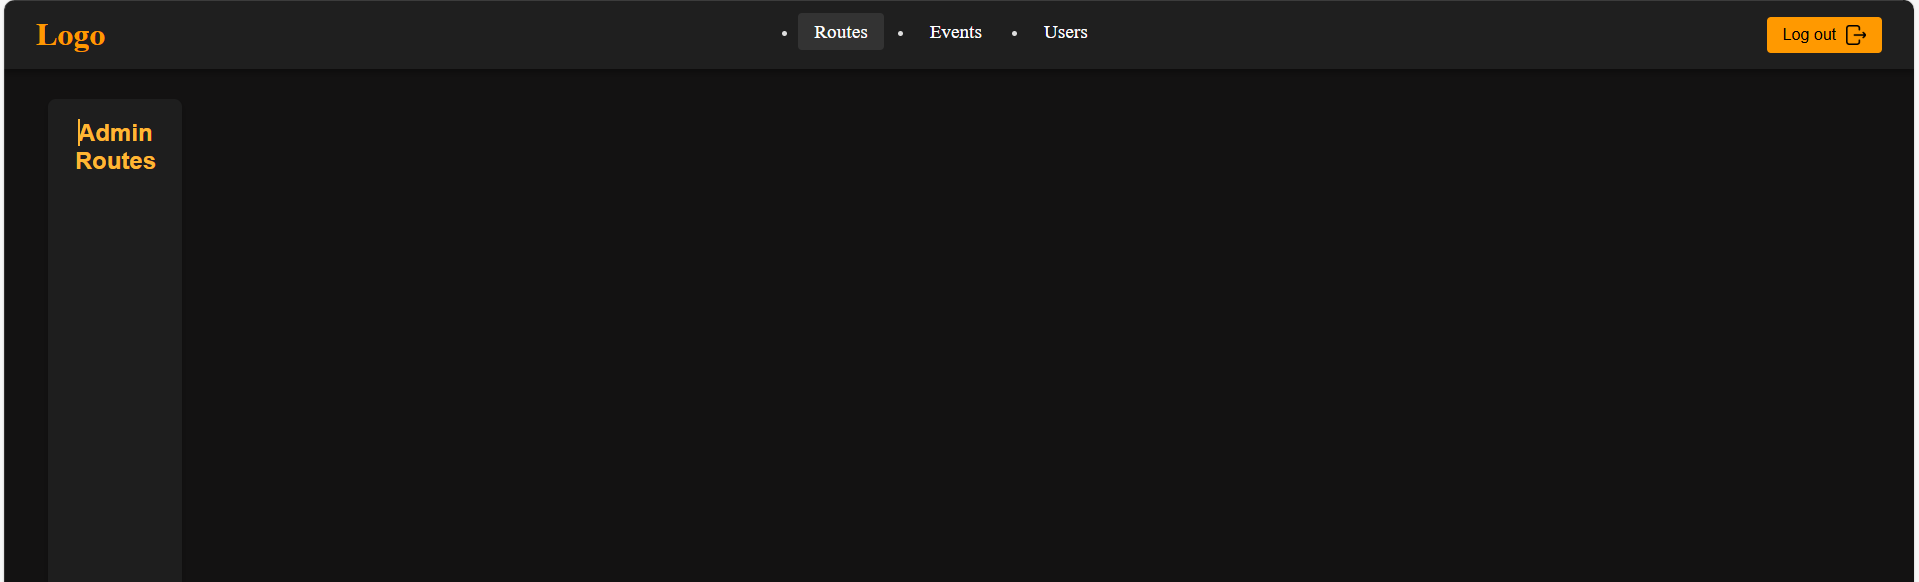 Logo
• Routes • Events • Users
Log out
Admin
Routes